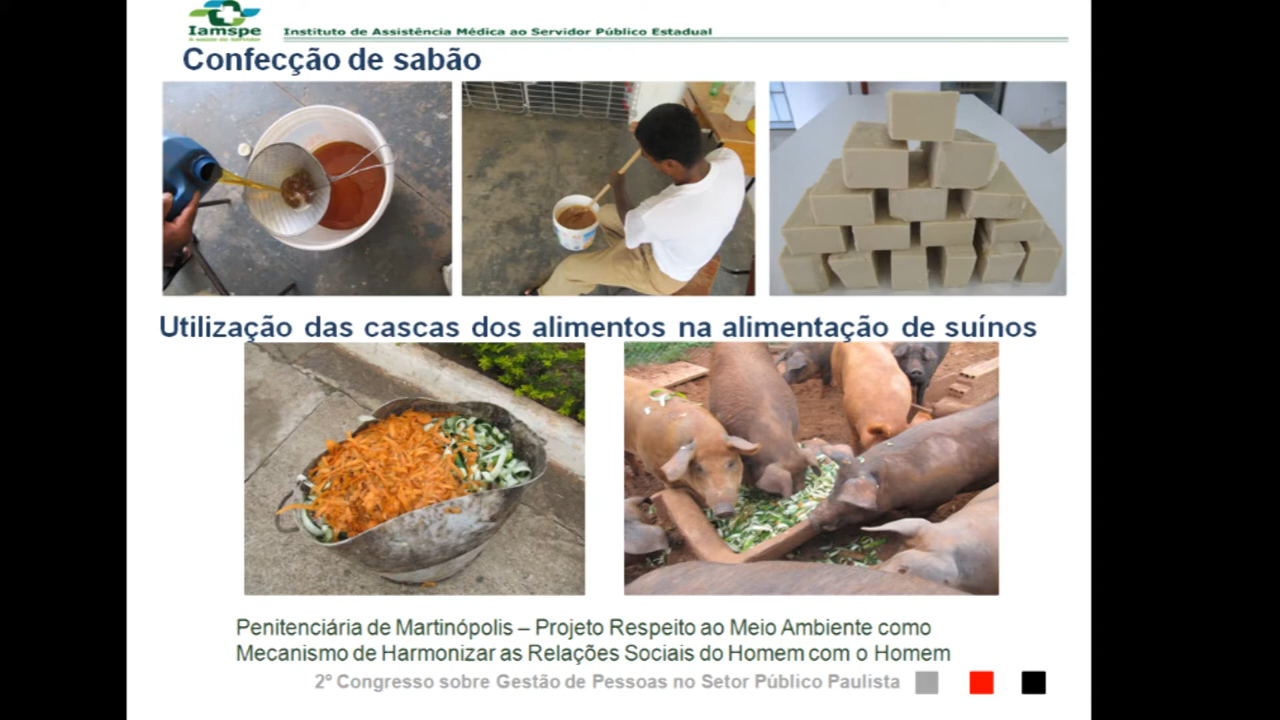 Iamspe
Instituto de Assistência Médica ao Servidor Público Estadual
Confecção de sabão
Utilização das cascas dos alimentos na alimentação de suínos
Penitenciária de Martinópolis – Projeto Respeito ao Meio Ambiente como
Mecanismo de Harmonizar as Relações Sociais do Homem com o Homem
2º Congresso sobre Gestão de Pessoas no Setor Público Paulista